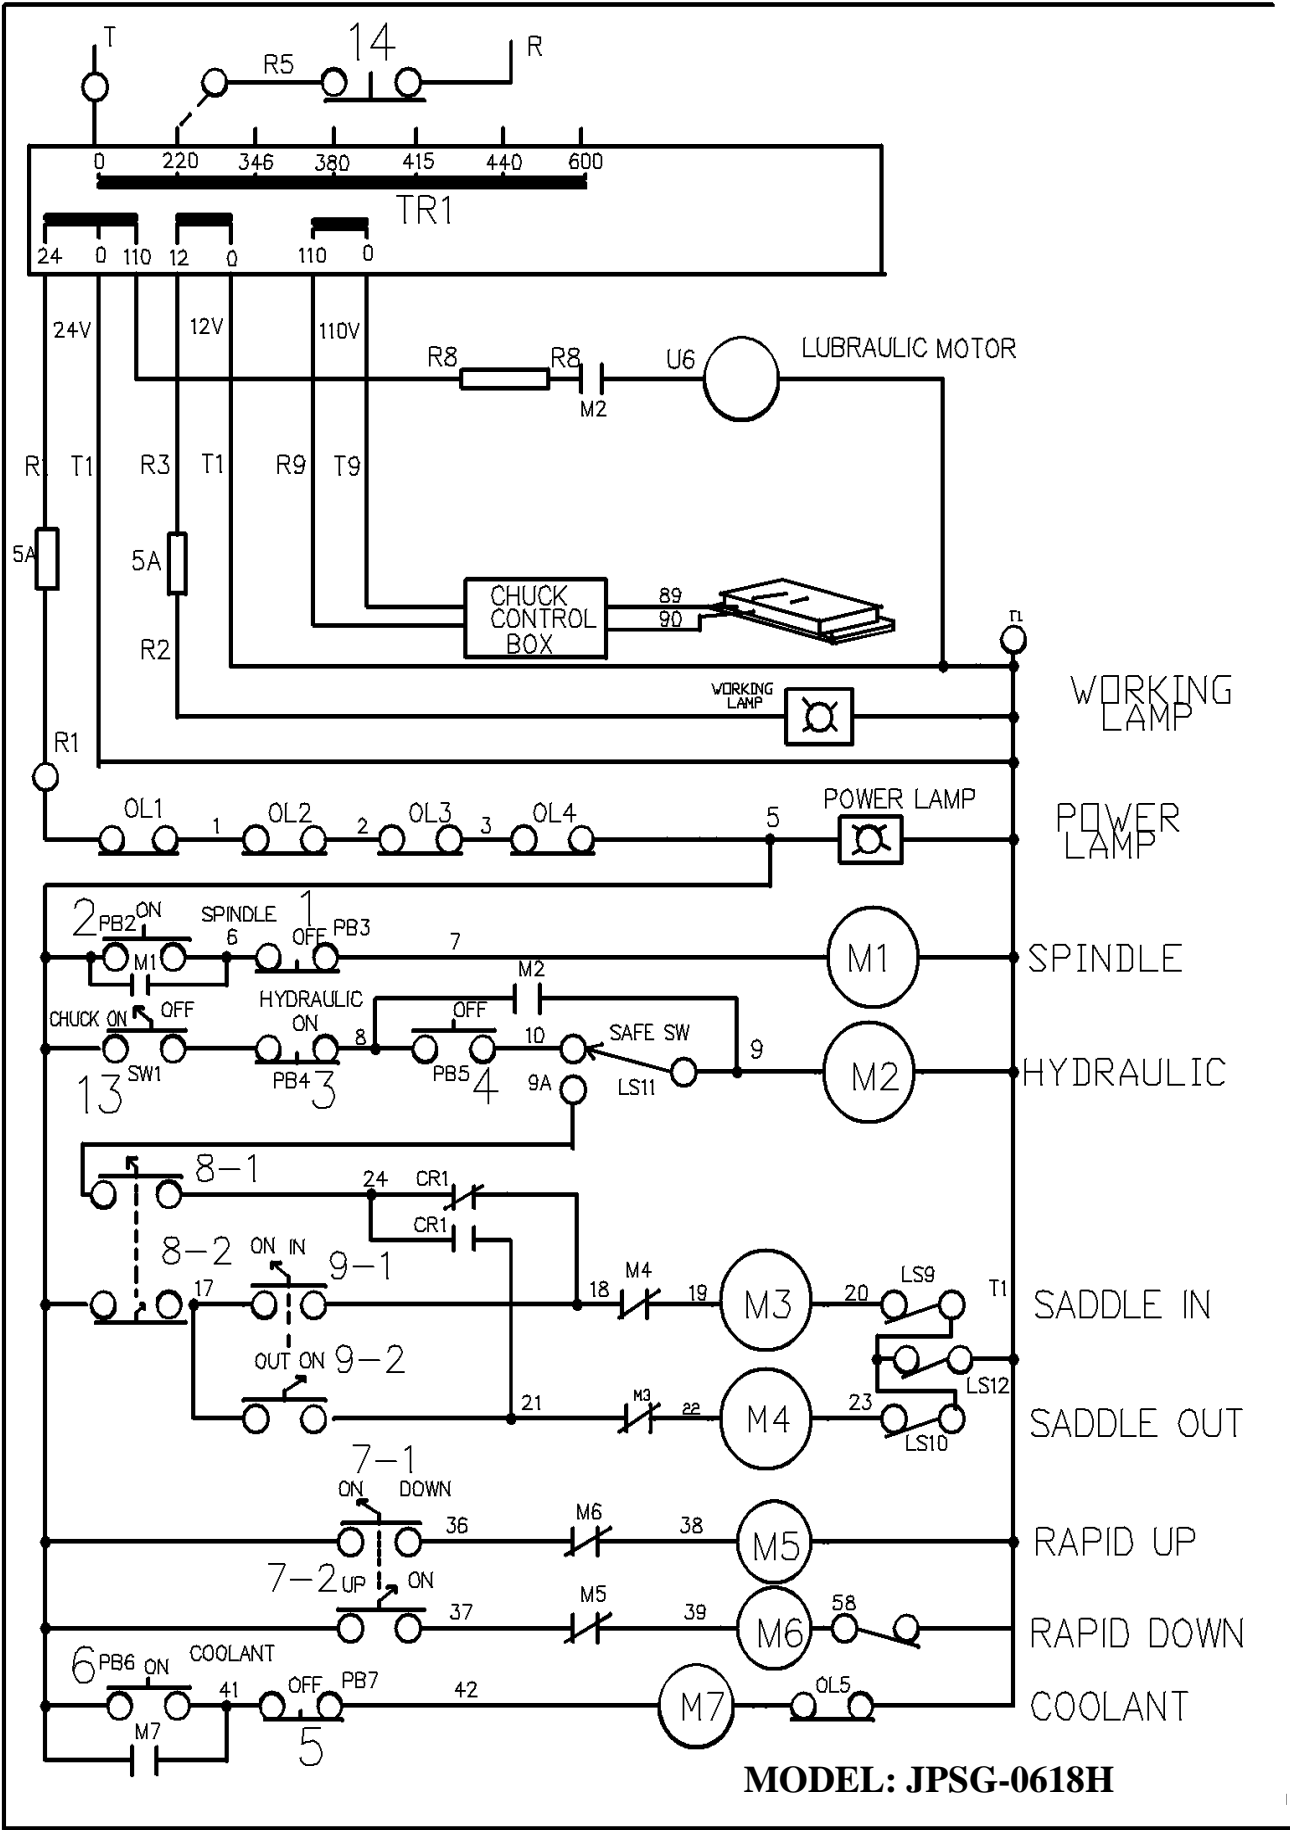 T
R5
14
R
0 220 346 380 415 440 600
TR1
24 0 110 12 0 110 0
24V 12V 110V
R8 R8 U6 LUBRAULIC MOTOR
M2
R1 T1 R3 T1 R9 T9
5A 5A
CHUCK
CONTROL
BOX
89
90
T1
R2
WORKING
LAMP
WORKING
LAMP
R1
POWER LAMP
OL1 1 OL2 2 OL3 3 OL4 5
POWER
LAMP
2 PB2 ON SPINDLE 6 1 OFF PB3 7
M1
M1 SPINDLE
CHUCK ON OFF HYDRAULIC
ON 8 M2
OFF 10 SAFE SW 9
13 SW1 PB4 3 PB5 4 9A LS11
M2 HYDRAULIC
8-1 24 CR1
CR1
8-2 ON IN 9-1
17 18 M4 19 M3 20 LS9 T1 SADDLE IN
OUT ON 9-2
LS12
21 M3 22 M4 23 LS10 SADDLE OUT
7-1
ON DOWN
36 M6 38 M5 RAPID UP
7-2 UP ON
37 M5 39 M6 58 RAPID DOWN
6 PB6 ON COOLANT
41 OFF PB7 42 M7 OL5 COOLANT
M7 5
MODEL: JPSG-0618H